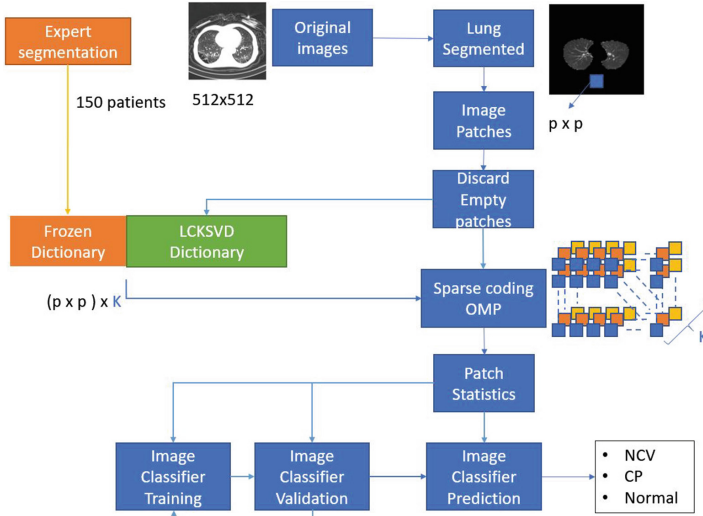 Expert
segmentation
Original
images
Lung
Segmented
150 patients
512x512
Image
Patches
p x p
Discard
Empty
patches
Frozen
Dictionary
LCKSVD
Dictionary
(p x p ) x K
Sparse coding
OMP
K
Patch
Statistics
Image
Classifier
Training
Image
Classifier
Validation
Image
Classifier
Prediction
• NCV
• CP
• Normal